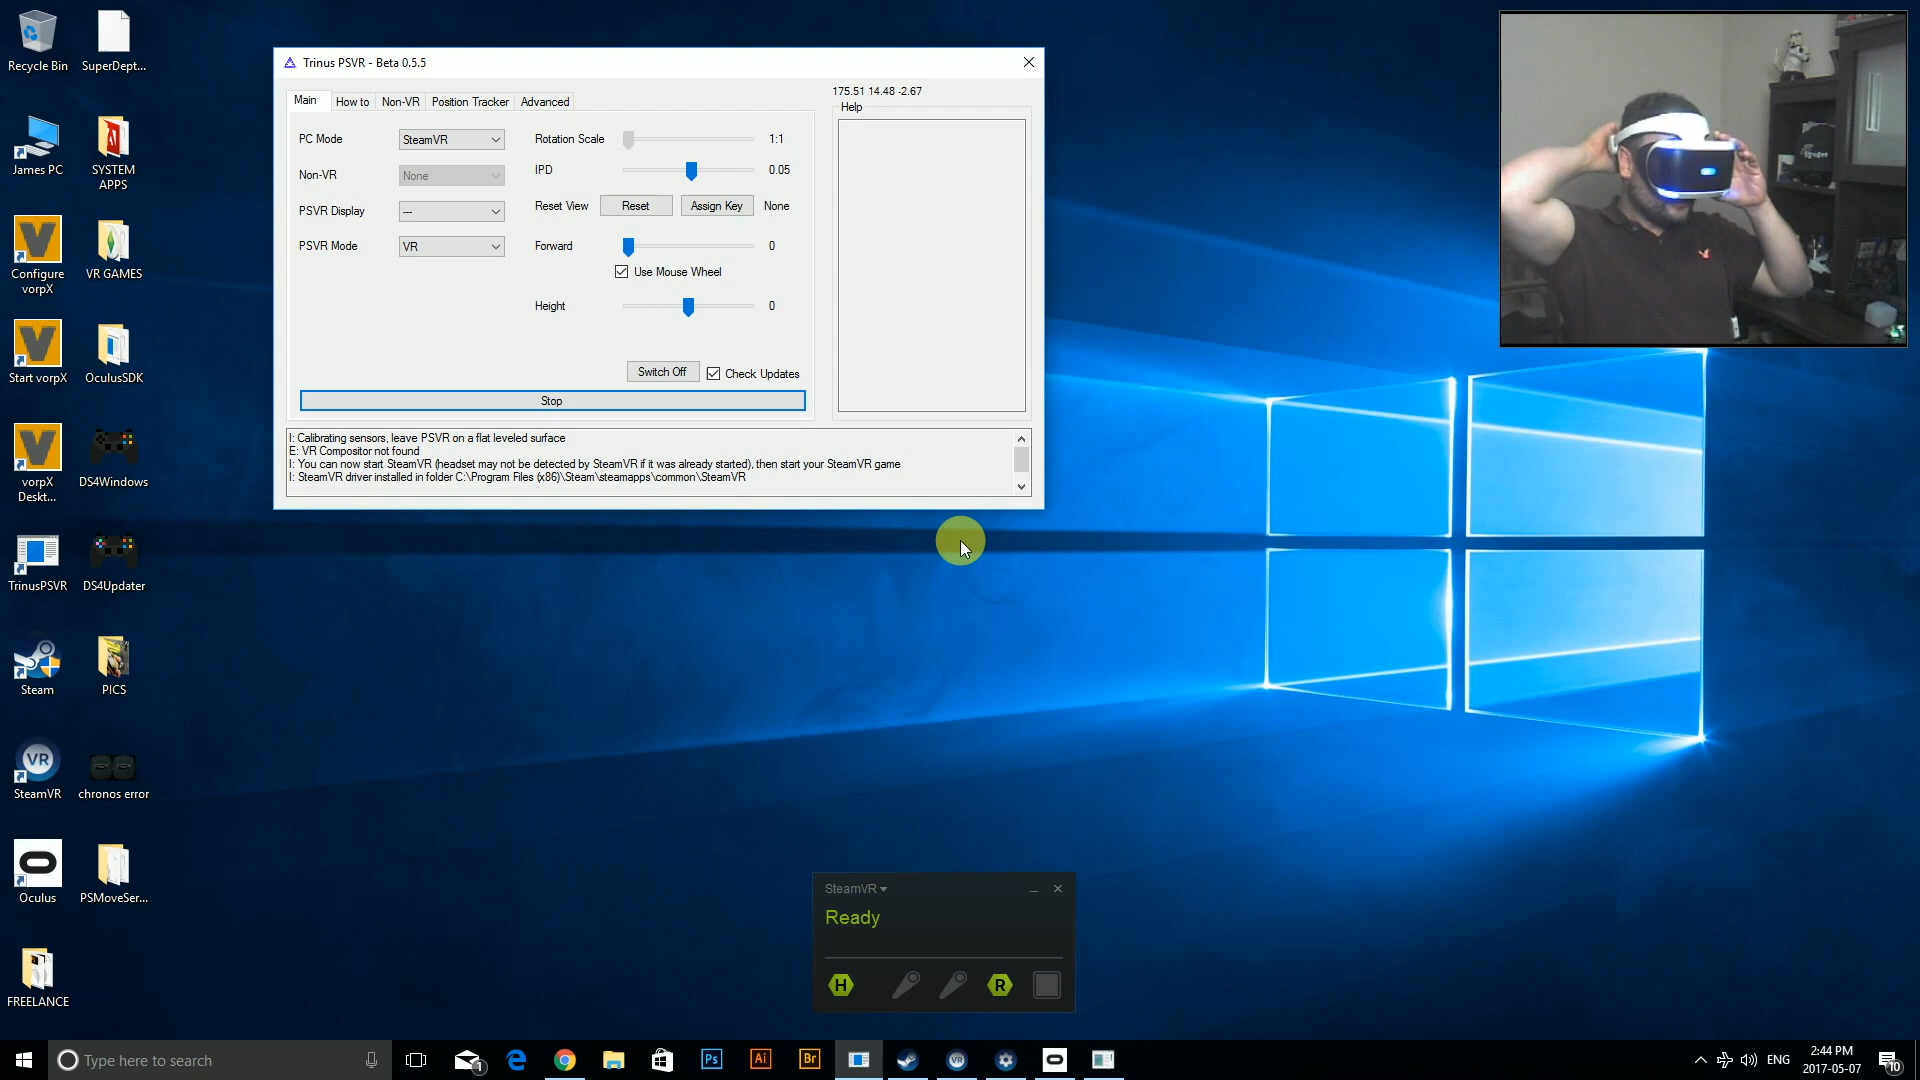 Recycle Bin
SuperDept...
James PC
SYSTEM
APPS
Configure
vorpX
VR GAMES
Start vorpX
OculusSDK
vorpX
Deskt...
DS4Windows
TrinusPSVR
DS4Updater
Steam
PICS
VR
SteamVR
chronos error
Oculus
PSMoveSer...
FREELANCE
Trinus PSVR - Beta 0.5.5
Main
How to
Non-VR
Position Tracker
Advanced
175.51 14.48 -2.67
Help
PC Mode
SteamVR
Rotation Scale
1:1
Non-VR
None
IPD
0.05
PSVR Display
---
Reset View
Reset
Assign Key
None
PSVR Mode
VR
Forward
0
Use Mouse Wheel
Height
0
Switch Off
Check Updates
Stop
I: Calibrating sensors, leave PSVR on a flat leveled surface
E: VR Compositor not found
I: You can now start SteamVR (headset may not be detected by SteamVR if it was already started), then start your SteamVR game
I: SteamVR driver installed in folder C:\Program Files (x86)\Steam\steamapps\common\SteamVR
SteamVR
Ready
H
R
Type here to search
1
Ps
Ai
Br
VR
ENG
2:44 PM
2017-05-07
10